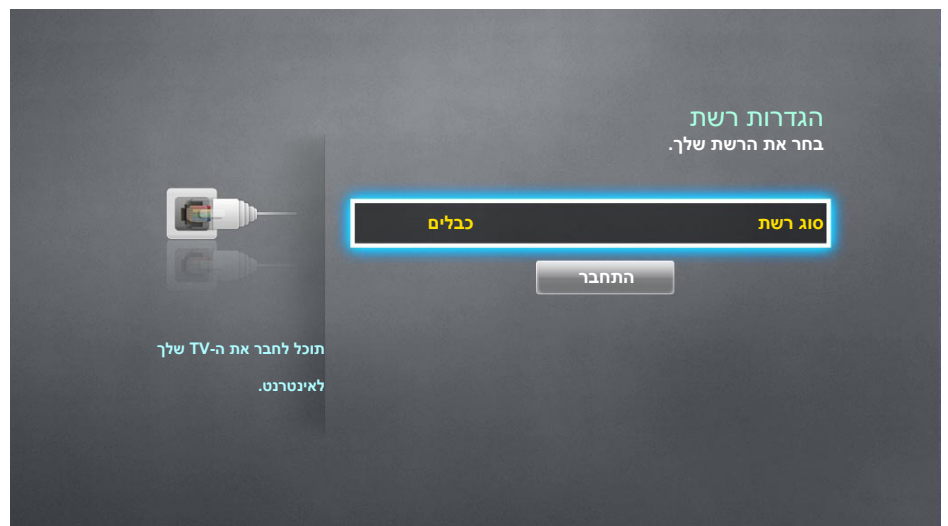 הגדרות רשת
בחר את הרשת שלך.
סוג רשת כבלים
התחבר
תוכל לחבר את ה-TV שלך
לאינטרנט.